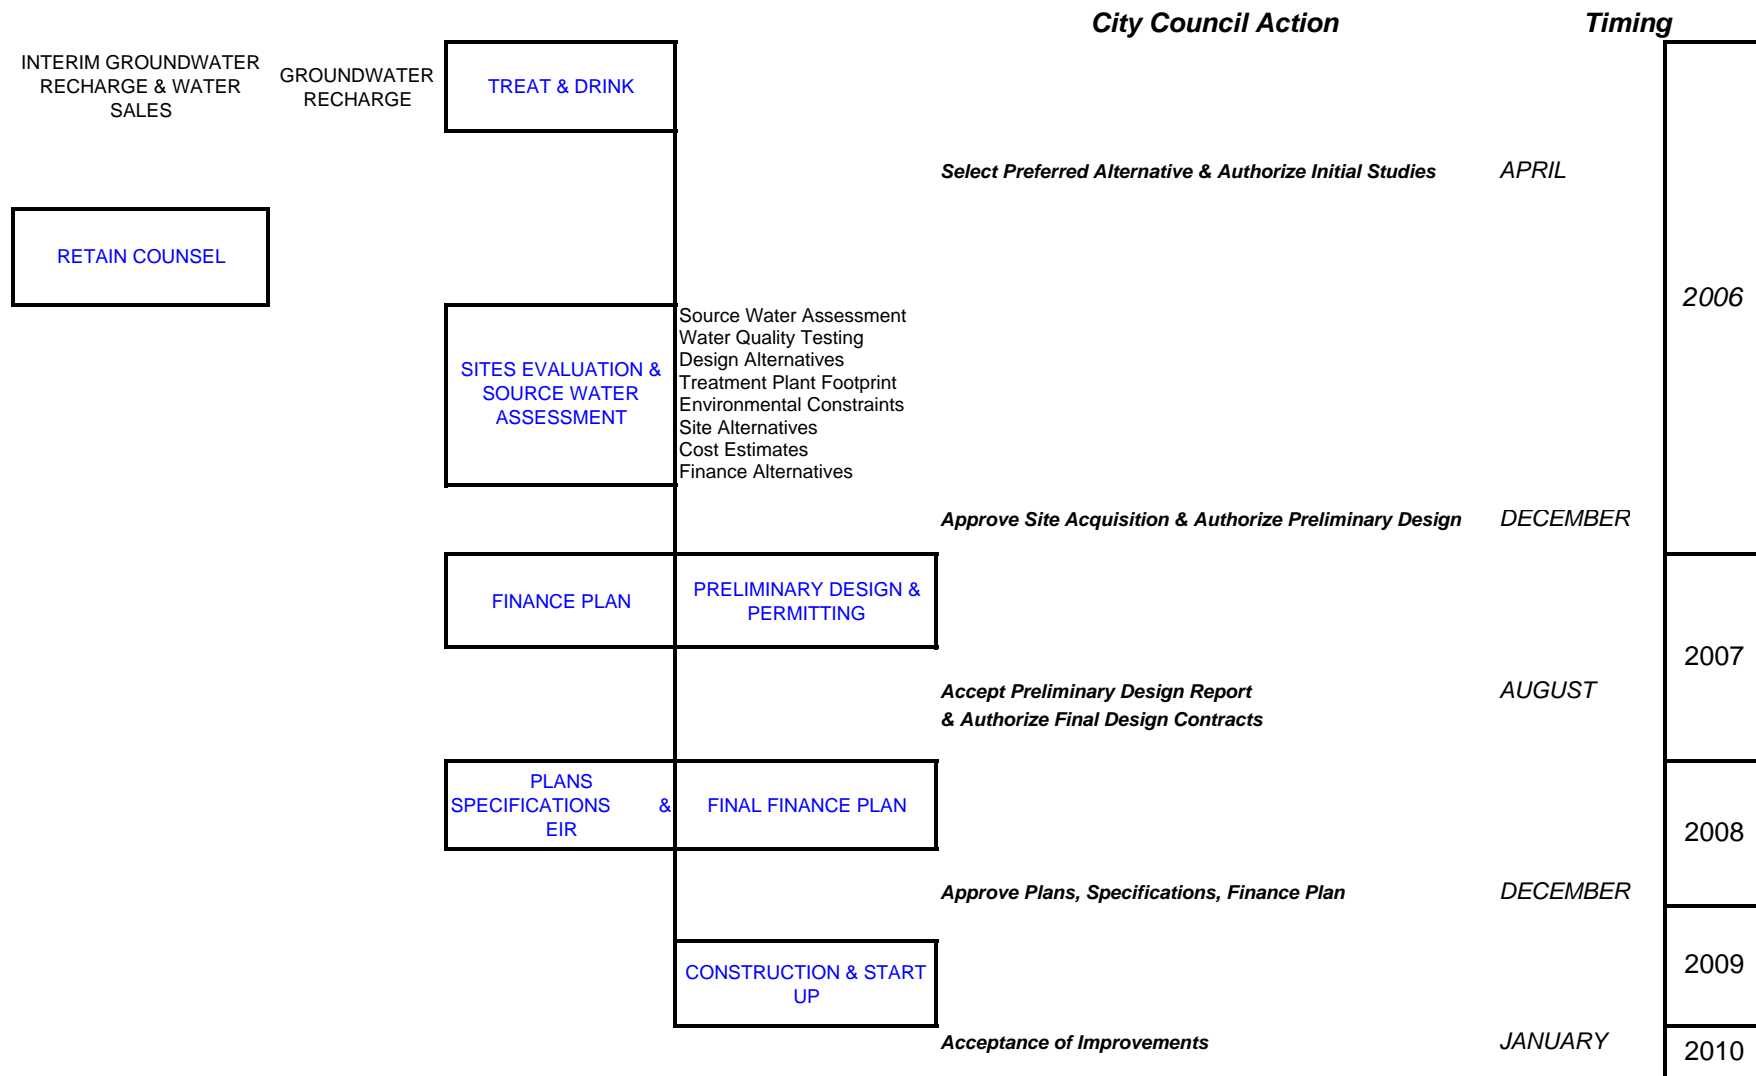 City Council Action
Timing
INTERIM GROUNDWATER
RECHARGE & WATER
SALES
GROUNDWATER
RECHARGE
TREAT & DRINK
Select Preferred Alternative & Authorize Initial Studies
APRIL
RETAIN COUNSEL
2006
SITES EVALUATION &
SOURCE WATER
ASSESSMENT
Source Water Assessment
Water Quality Testing
Design Alternatives
Treatment Plant Footprint
Environmental Constraints
Site Alternatives
Cost Estimates
Finance Alternatives
Approve Site Acquisition & Authorize Preliminary Design
DECEMBER
FINANCE PLAN
PRELIMINARY DESIGN &
PERMITTING
2007
Accept Preliminary Design Report
& Authorize Final Design Contracts
AUGUST
PLANS
SPECIFICATIONS &
EIR
FINAL FINANCE PLAN
2008
Approve Plans, Specifications, Finance Plan
DECEMBER
CONSTRUCTION & START
UP
2009
Acceptance of Improvements
JANUARY
2010